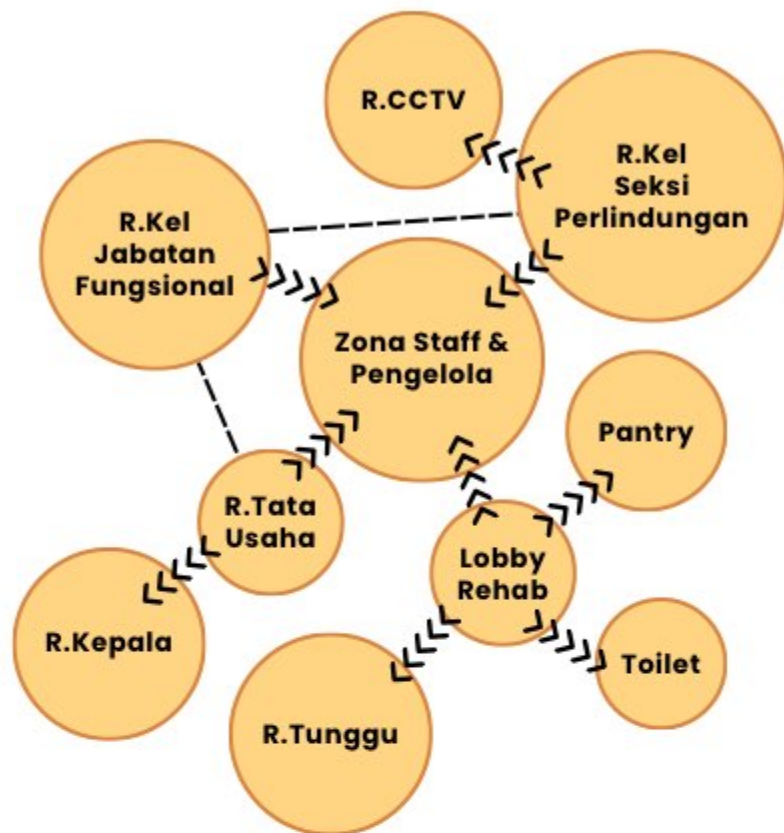 R.CCTV
R.Kel
Seksi
Perlindungan
R.Kel
Jabatan
Fungsional
Zona Staff &
Pengelola
Pantry
R.Tata
Usaha
Lobby
Rehab
R.Kepala
Toilet
R.Tunggu